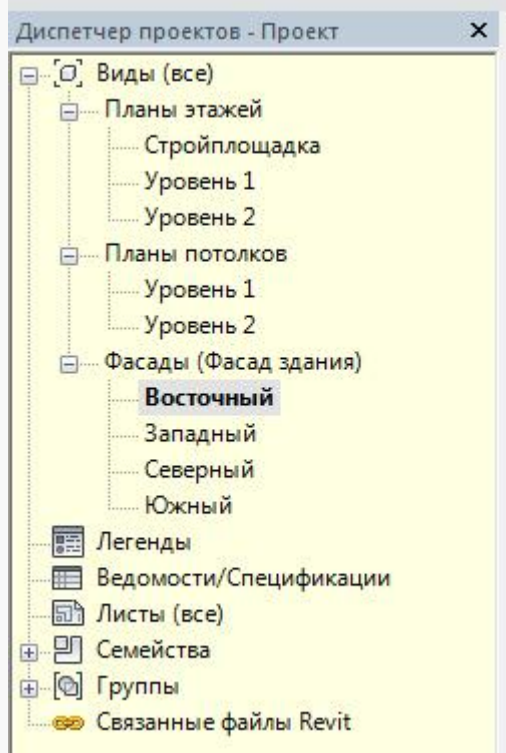 Диспетчер проектов - Проект
Виды (все)
Планы этажей
Стройплощадка
Уровень 1
Уровень 2
Планы потолков
Уровень 1
Уровень 2
Фасады (Фасад здания)
Восточный
Западный
Северный
Южный
Легенды
Ведомости/Спецификации
Листы (все)
Семейства
Группы
Связанные файлы Revit